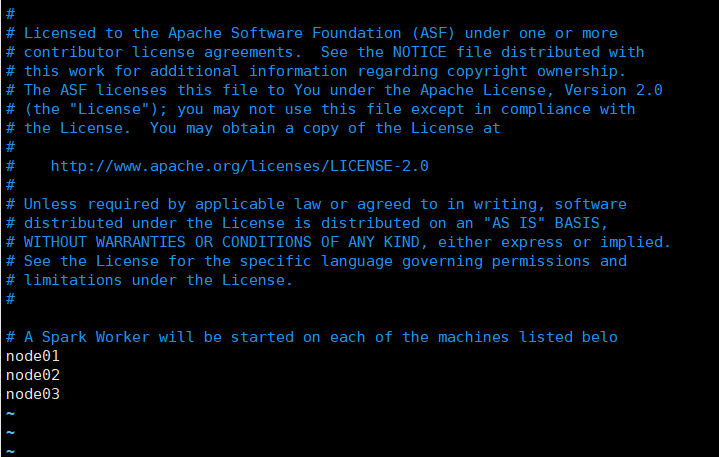 #
# Licensed to the Apache Software Foundation (ASF) under one or more
# contributor license agreements.  See the NOTICE file distributed with
# this work for additional information regarding copyright ownership.
# The ASF licenses this file to You under the Apache License, Version 2.0
# (the "License"); you may not use this file except in compliance with
# the License.  You may obtain a copy of the License at
#
#    http://www.apache.org/licenses/LICENSE-2.0
#
# Unless required by applicable law or agreed to in writing, software
# distributed under the License is distributed on an "AS IS" BASIS,
# WITHOUT WARRANTIES OR CONDITIONS OF ANY KIND, either express or implied.
# See the License for the specific language governing permissions and
# limitations under the License.
#

# A Spark Worker will be started on each of the machines listed belo
node01
node02
node03
~
~
~